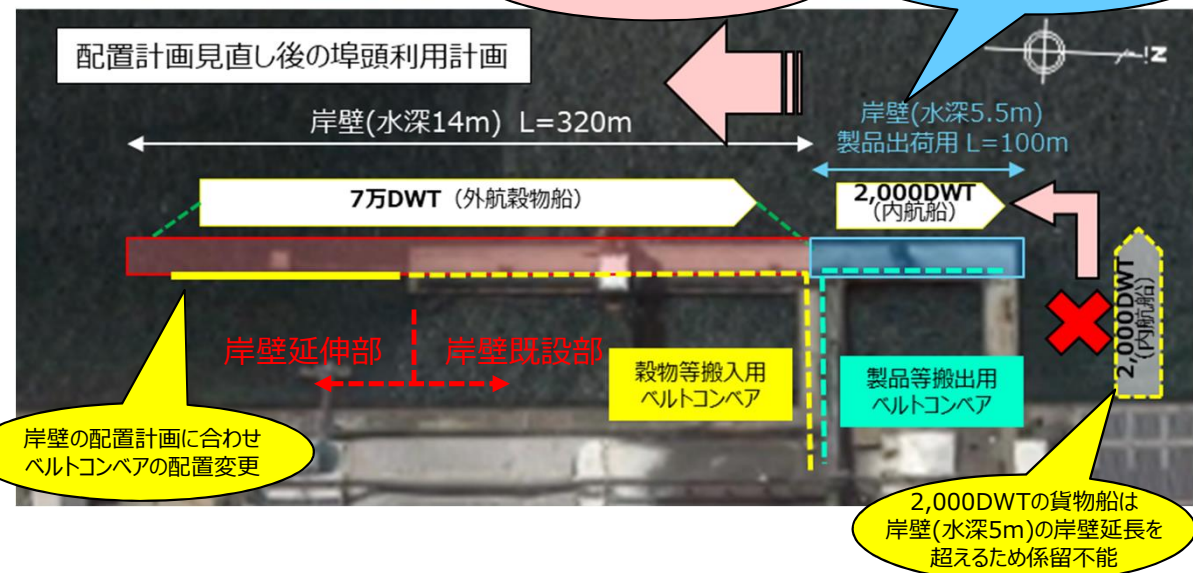 配置計画見直し後の埠頭利用計画
N
岸壁(水深14m) L=320m
岸壁(水深5.5m)
製品出荷用 L=100m
7万DWT (外航穀物船)
2,000DWT
(内航船)
2,000DWT
(内航船)
岸壁延伸部
岸壁既設部
穀物等搬入用
ベルトコンベア
製品等搬出用
ベルトコンベア
岸壁の配置計画に合わせ
ベルトコンベアの配置変更
2,000DWTの貨物船は
岸壁(水深5m)の岸壁延長を
超えるため係留不能